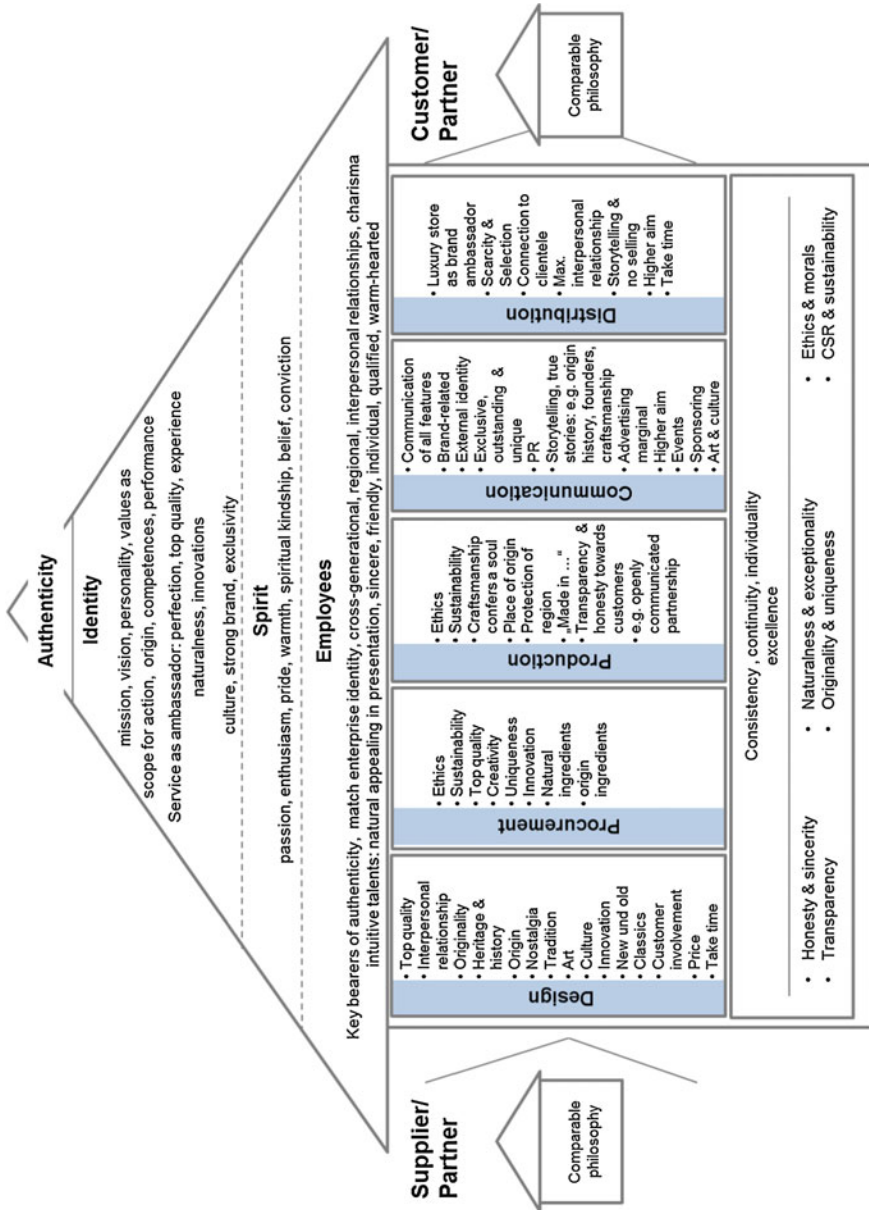 Authenticity
Identity
mission, vision, personality, values as
scope for action, origin, competences, performance
Service as ambassador: perfection, top quality, experience
naturalness, innovations
culture, strong brand, exclusivity
Spirit
passion, enthusiasm, pride, warmth, spiritual kindship, belief, conviction
Employees
Key bearers of authenticity, match enterprise identity, cross-generational, regional, interpersonal relationships, charisma
intuitive talents: natural appealing in presentation, sincere, friendly, individual, qualified, warm-hearted
Supplier/
Partner
Comparable
philosophy
Design
• Top quality
• Interpersonal
relationship
• Originality
• Heritage &
history
• Origin
• Nostalgia
• Tradition
• Art
• Culture
• Innovation
• New und old
• Classics
• Customer
involvement
• Price
• Take time
Procurement
• Ethics
• Sustainability
• Top quality
• Creativity
• Uniqueness
• Innovation
• Natural
ingredients
• origin
ingredients
Production
• Ethics
• Sustainability
• Craftsmanship
confers a soul
• Place of origin
• Protection of
region
• „Made in ...“
• Transparency &
honesty towards
customers
• e.g. openly
communicated
partnership
Communication
• Communication
of all features
• Brand-related
• External identity
• Exclusive,
outstanding &
unique
• PR
• Storytelling, true
stories: e.g. origin
history, founders,
craftsmanship
• Advertising
marginal
• Higher aim
• Events
• Sponsoring
• Art & culture
Distribution
• Luxury store
as brand
ambassador
• Scarcity &
Selection
• Connection to
clientele
• Max.
interpersonal
relationship
• Storytelling &
no selling
• Higher aim
• Take time
Customer/
Partner
Comparable
philosophy
Consistency, continuity, individuality
excellence
• Honesty & sincerity
• Transparency
• Naturalness & exceptionality
• Originality & uniqueness
• Ethics & morals
• CSR & sustainability